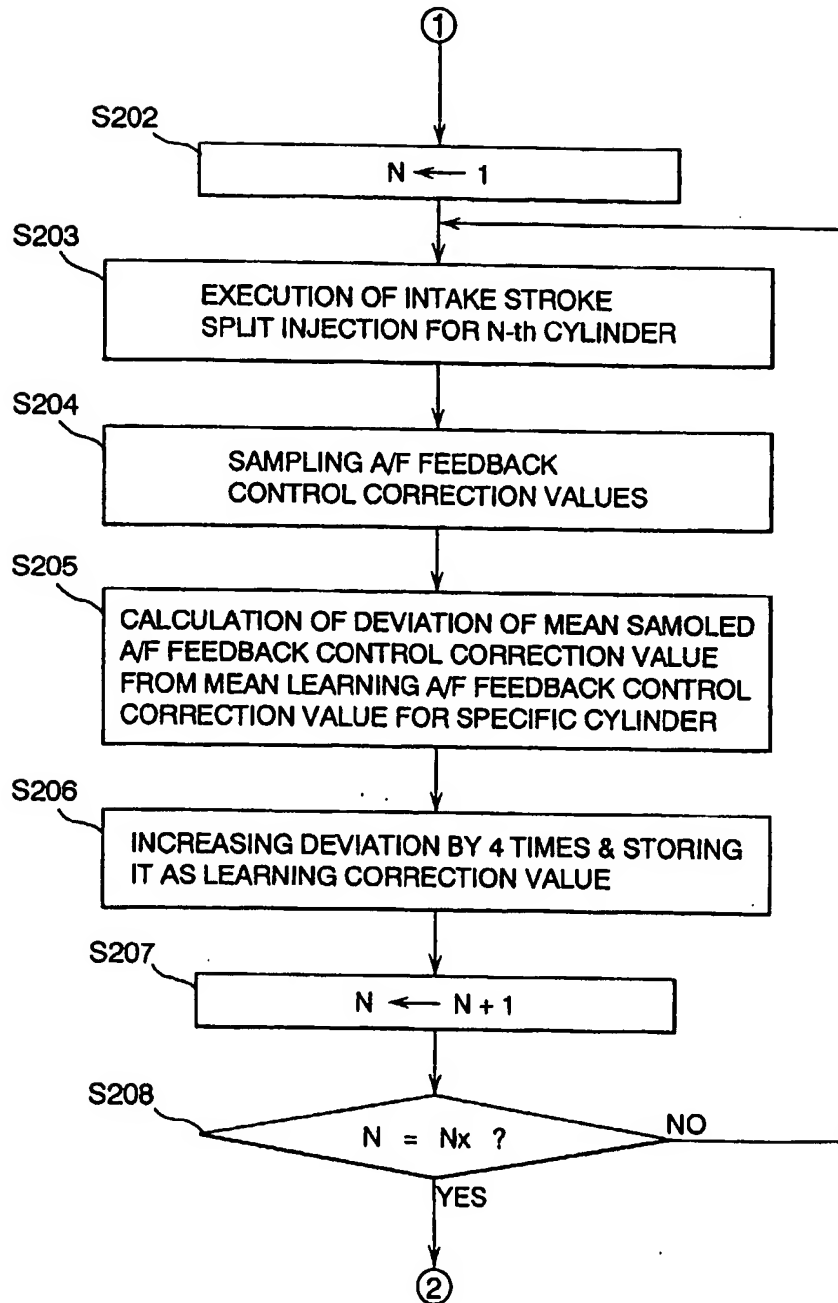 1
S202
N ← 1
S203
EXECUTION OF INTAKE STROKE
SPLIT INJECTION FOR N-th CYLINDER
S204
SAMPLING A/F FEEDBACK
CONTROL CORRECTION VALUES
S205
CALCULATION OF DEVIATION OF MEAN SAMOLED
A/F FEEDBACK CONTROL CORRECTION VALUE
FROM MEAN LEARNING A/F FEEDBACK CONTROL
CORRECTION VALUE FOR SPECIFIC CYLINDER
S206
INCREASING DEVIATION BY 4 TIMES & STORING
IT AS LEARNING CORRECTION VALUE
S207
N ← N + 1
S208
N = Nx ?
NO
YES
2